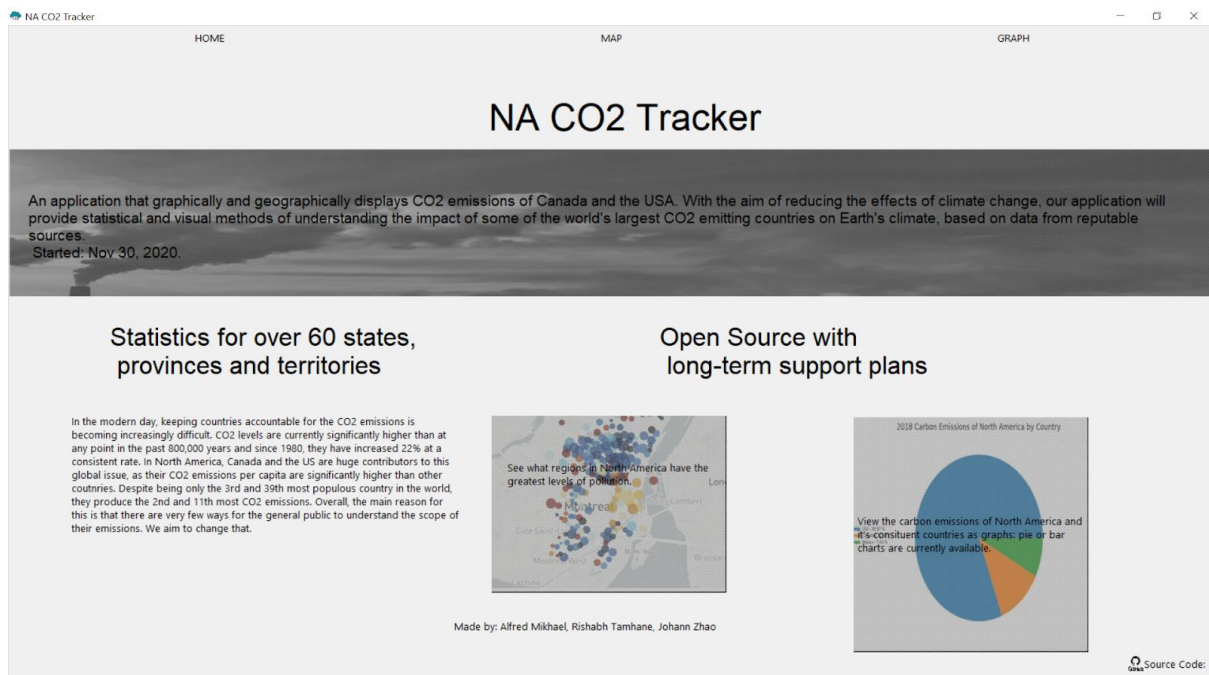 NA CO2 Tracker
HOME
MAP
GRAPH
NA CO2 Tracker
An application that graphically and geographically displays CO2 emissions of Canada and the USA. With the aim of reducing the effects of climate change, our application will
provide statistical and visual methods of understanding the impact of some of the world's largest CO2 emitting countries on Earth's climate, based on data from reputable
sources.
Started: Nov 30, 2020.
Statistics for over 60 states,
provinces and territories
Open Source with
long-term support plans
In the modern day, keeping countries accountable for the CO2 emissions is
becoming increasingly difficult. CO2 levels are currently significantly higher than at
any point in the past 800,000 years and since 1980, they have increased 22% at a
consistent rate. In North America, Canada and the US are huge contributors to this
global issue, as their CO2 emissions per capita are significantly higher than other
coutnries. Despite being only the 3rd and 39th most populous country in the world,
they produce the 2nd and 11th most CO2 emissions. Overall, the main reason for
this is that there are very few ways for the general public to understand the scope of
their emissions. We aim to change that.
See what regions in North America have the
greatest levels of pollution.
Montreal
2018 Carbon Emissions of North America by Country
View the carbon emissions of North America and
it's consituent countries as graphs: pie or bar
charts are currently available.
Made by: Alfred Mikhael, Rishabh Tamhane, Johann Zhao
Source Code: